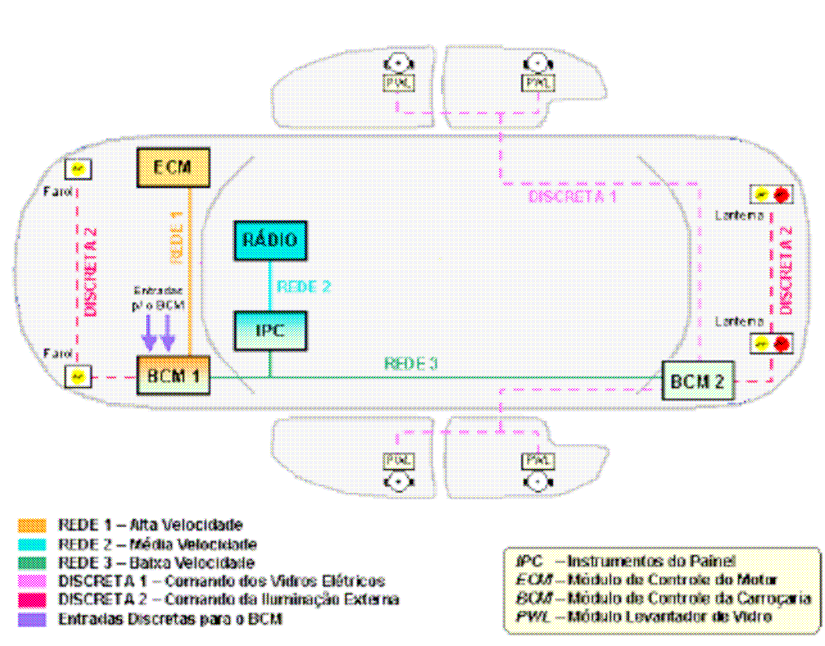 PWL PWL
ECM
Farol
REDE 1
DISCRETA 2
DISCRETA 1
Lanterna
DISCRETA 2
RÁDIO
REDE 2
Entradas
p/ o BCM
IPC
Lanterna
Farol
BCM 1
REDE 3
BCM 2
PWL PWL
REDE 1 – Alta Velocidade
REDE 2 – Média Velocidade
REDE 3 – Baixa Velocidade
DISCRETA 1 – Comando dos Vidros Elétricos
DISCRETA 2 – Comando da Iluminação Externa
Entradas Discretas para o BCM
IPC – Instrumentos do Painel
ECM – Módulo de Controle do Motor
BCM – Módulo de Controle da Carroçaria
PWL – Módulo Levantador de Vidro